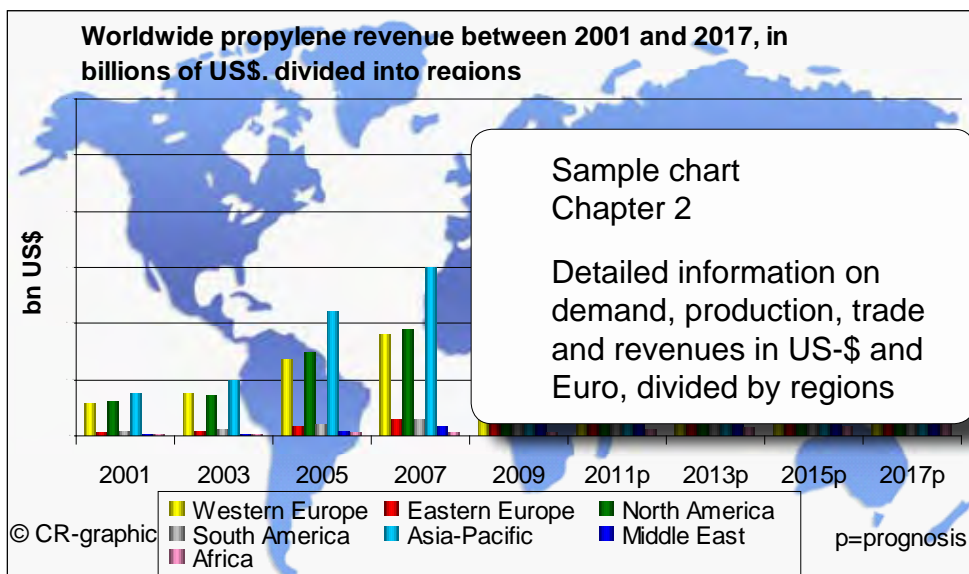 Worldwide propylene revenue between 2001 and 2017, in
billions of US$, divided into regions
Sample chart
Chapter 2
Detailed information on
demand, production, trade
and revenues in US-$ and
Euro, divided by regions
bn US$
2001 2003 2005 2007 2009 2011p 2013p 2015p 2017p
Western Europe Eastern Europe North America
South America Asia-Pacific Middle East
Africa
© CR-graphic
p=prognosis